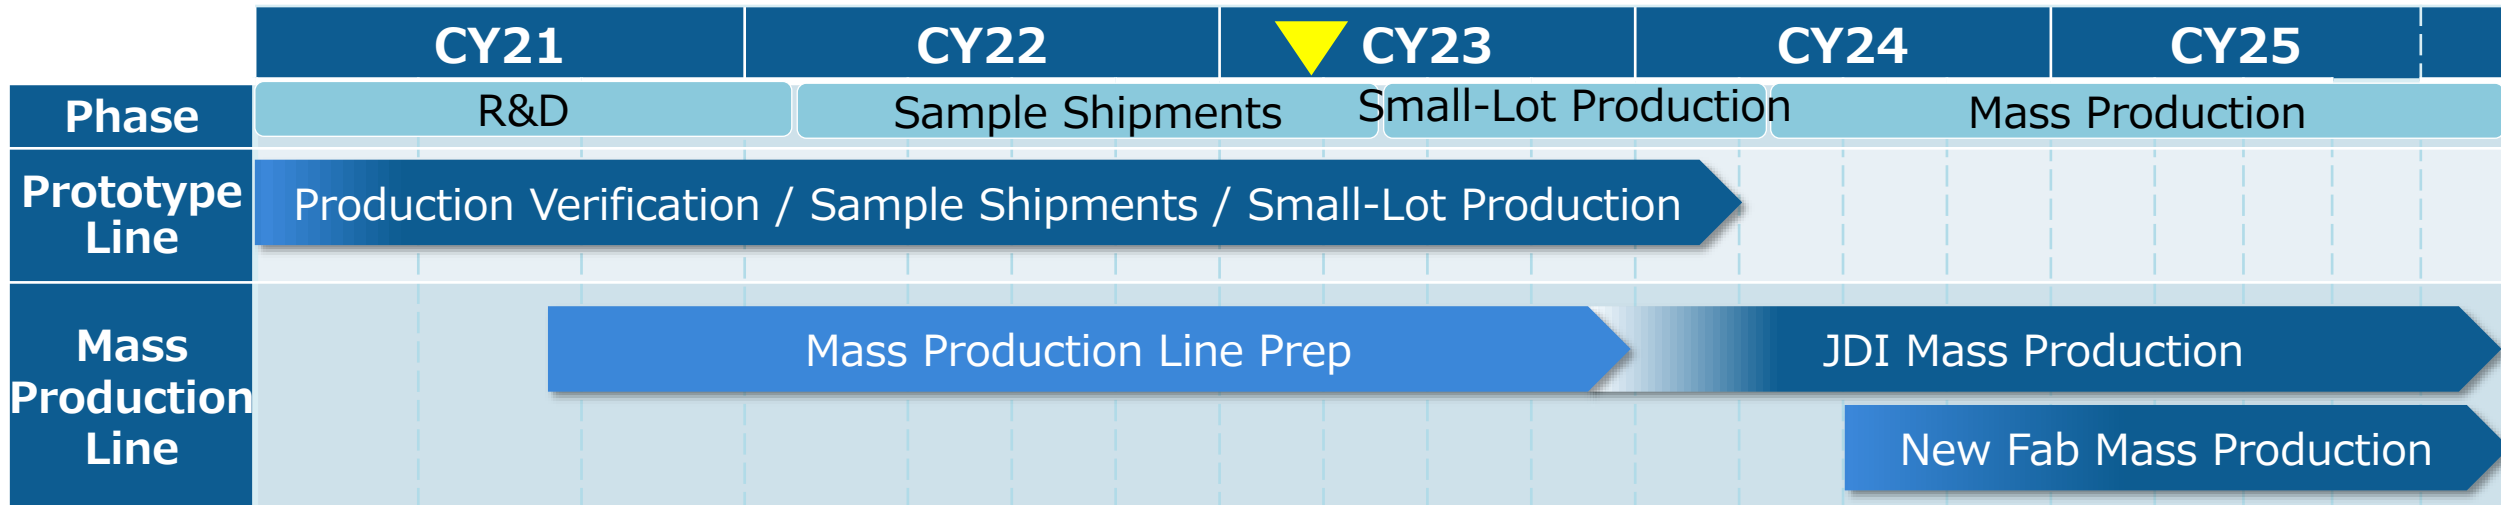 CY21 CY22 CY23 CY24 CY25
Phase R&D Sample Shipments Small-Lot Production Mass Production
Prototype
Line
Production Verification / Sample Shipments / Small-Lot Production
Mass
Production
Line
Mass Production Line Prep
JDI Mass Production
New Fab Mass Production